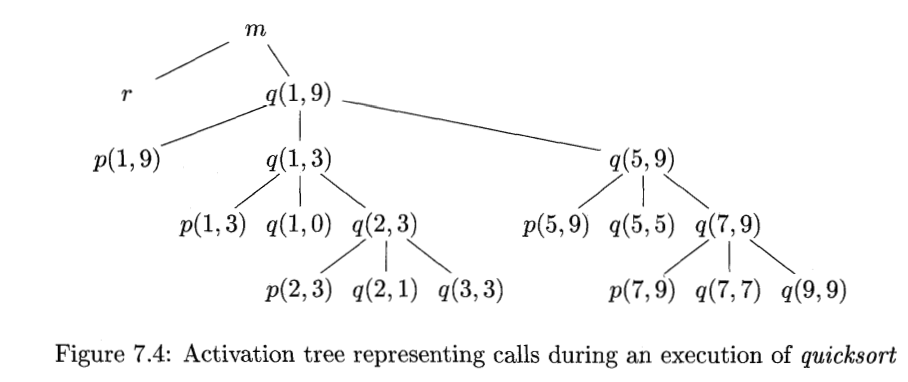 m
r q(1,9)
p(1,9) q(1,3) q(5,9)
p(1,3) q(1,0) q(2,3) p(5,9) q(5,5) q(7,9)
p(2,3) q(2,1) q(3,3) p(7,9) q(7,7) q(9,9)
Figure 7.4: Activation tree representing calls during an execution of quicksort